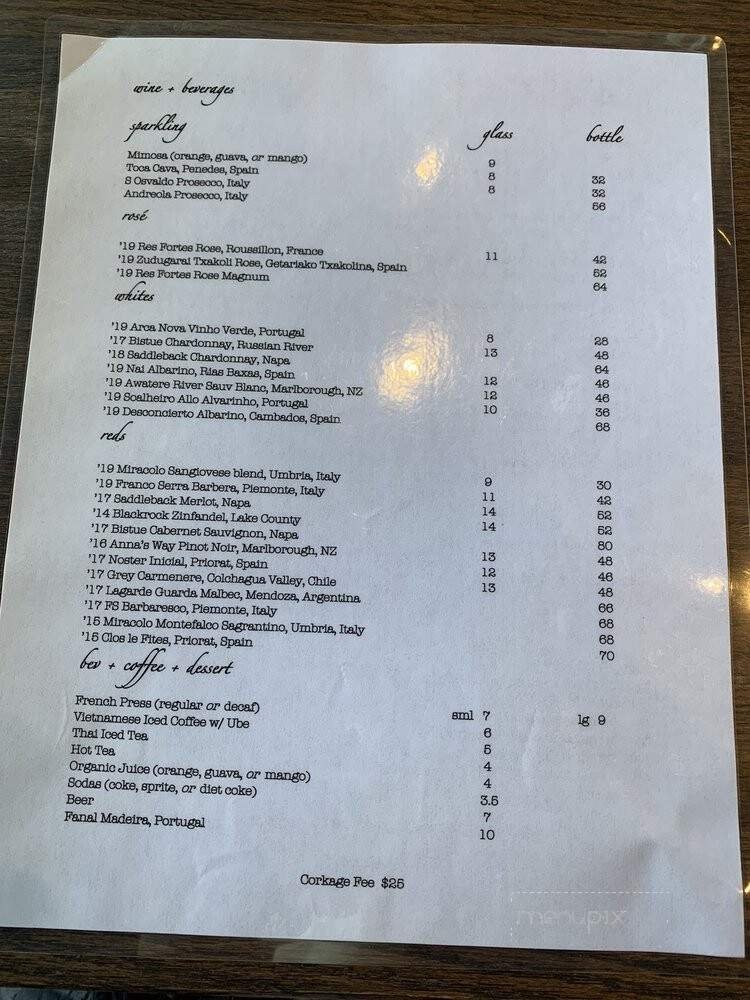 wine + beverages
sparkling glass bottle
Mimosa (orange, guava, or mango) 9
Toca Cava, Penedes, Spain 8 32
S Osvaldo Prosecco, Italy 8 32
Andreola Prosecco, Italy 56
rosé
'19 Res Fortes Rose, Roussillon, France 11 42
'19 Zudugarai Txakoli Rose, Getariako Txakolina, Spain 52
'19 Res Fortes Rose Magnum 64
whites
'19 Arca Nova Vinho Verde, Portugal 8 28
'17 Bistue Chardonnay, Russian River 13 48
'18 Saddleback Chardonnay, Napa 64
'19 Nai Albarino, Rias Baxas, Spain 12 46
'19 Awatere River Sauv Blanc, Marlborough, NZ 12 46
'19 Soalheiro Allo Alvarinho, Portugal 10 36
'19 Desconcierto Albarino, Cambados, Spain 68
reds
'19 Miracolo Sangiovese blend, Umbria, Italy 9 30
'19 Franco Serra Barbera, Piemonte, Italy 11 42
'17 Saddleback Merlot, Napa 14 52
'14 Blackrock Zinfandel, Lake County 14 52
'17 Bistue Cabernet Sauvignon, Napa 80
'16 Anna's Way Pinot Noir, Marlborough, NZ 13 48
'17 Noster Inicial, Priorat, Spain 12 46
'17 Grey Carmenere, Colchagua Valley, Chile 13 48
'17 Lagarde Guarda Malbec, Mendoza, Argentina 66
'17 FS Barbaresco, Piemonte, Italy 68
'15 Miracolo Montefalco Sagrantino, Umbria, Italy 68
'15 Clos le Fites, Priorat, Spain 70
bev + coffee + dessert
French Press (regular or decaf) sml 7 lg 9
Vietnamese Iced Coffee w/ Ube 6
Thai Iced Tea 5
Hot Tea 4
Organic Juice (orange, guava, or mango) 4
Sodas (coke, sprite, or diet coke) 3.5
Beer 7
Fanal Madeira, Portugal 10
Corkage Fee $25
menupix